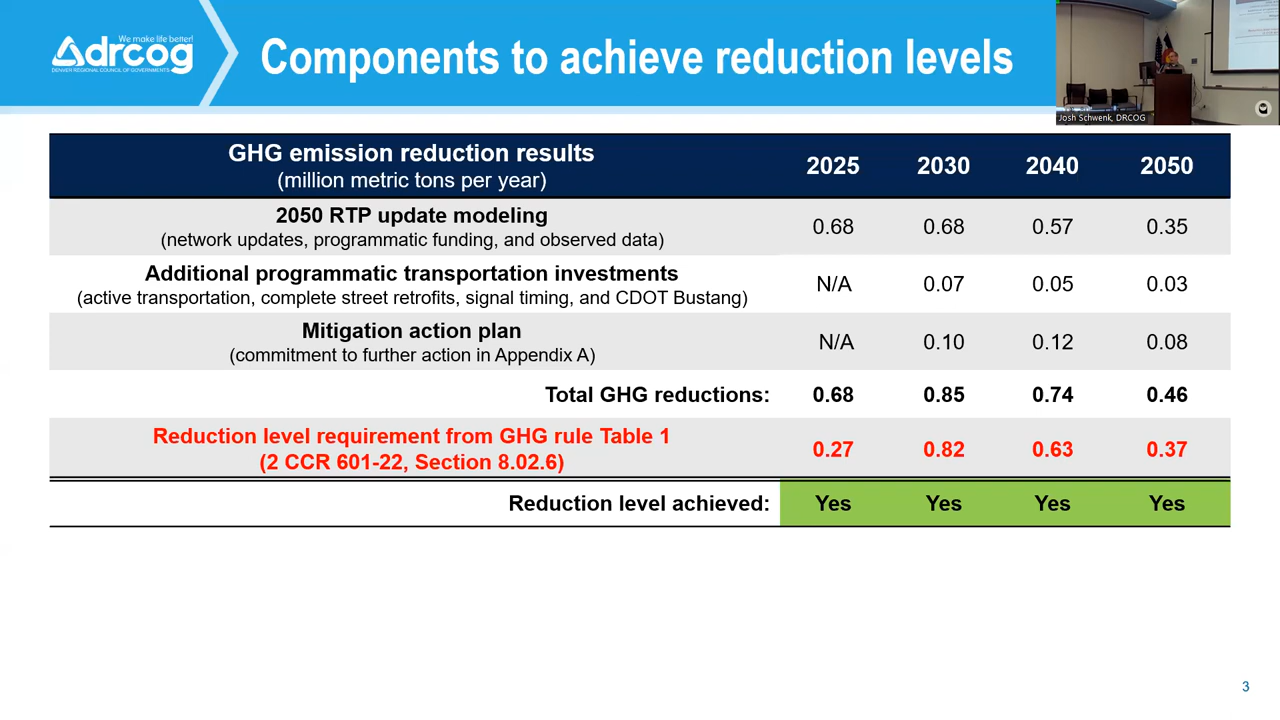 We make life better!
drcog
DENVER REGIONAL COUNCIL OF GOVERNMENTS
Components to achieve reduction levels
Josh Schwenk, DRCOG
GHG emission reduction results
(million metric tons per year)
2025 2030 2040 2050
2050 RTP update modeling
(network updates, programmatic funding, and observed data)
0.68 0.68 0.57 0.35
Additional programmatic transportation investments
(active transportation, complete street retrofits, signal timing, and CDOT Bustang)
N/A 0.07 0.05 0.03
Mitigation action plan
(commitment to further action in Appendix A)
N/A 0.10 0.12 0.08
Total GHG reductions: 0.68 0.85 0.74 0.46
Reduction level requirement from GHG rule Table 1
(2 CCR 601-22, Section 8.02.6)
0.27 0.82 0.63 0.37
Reduction level achieved: Yes Yes Yes Yes
3